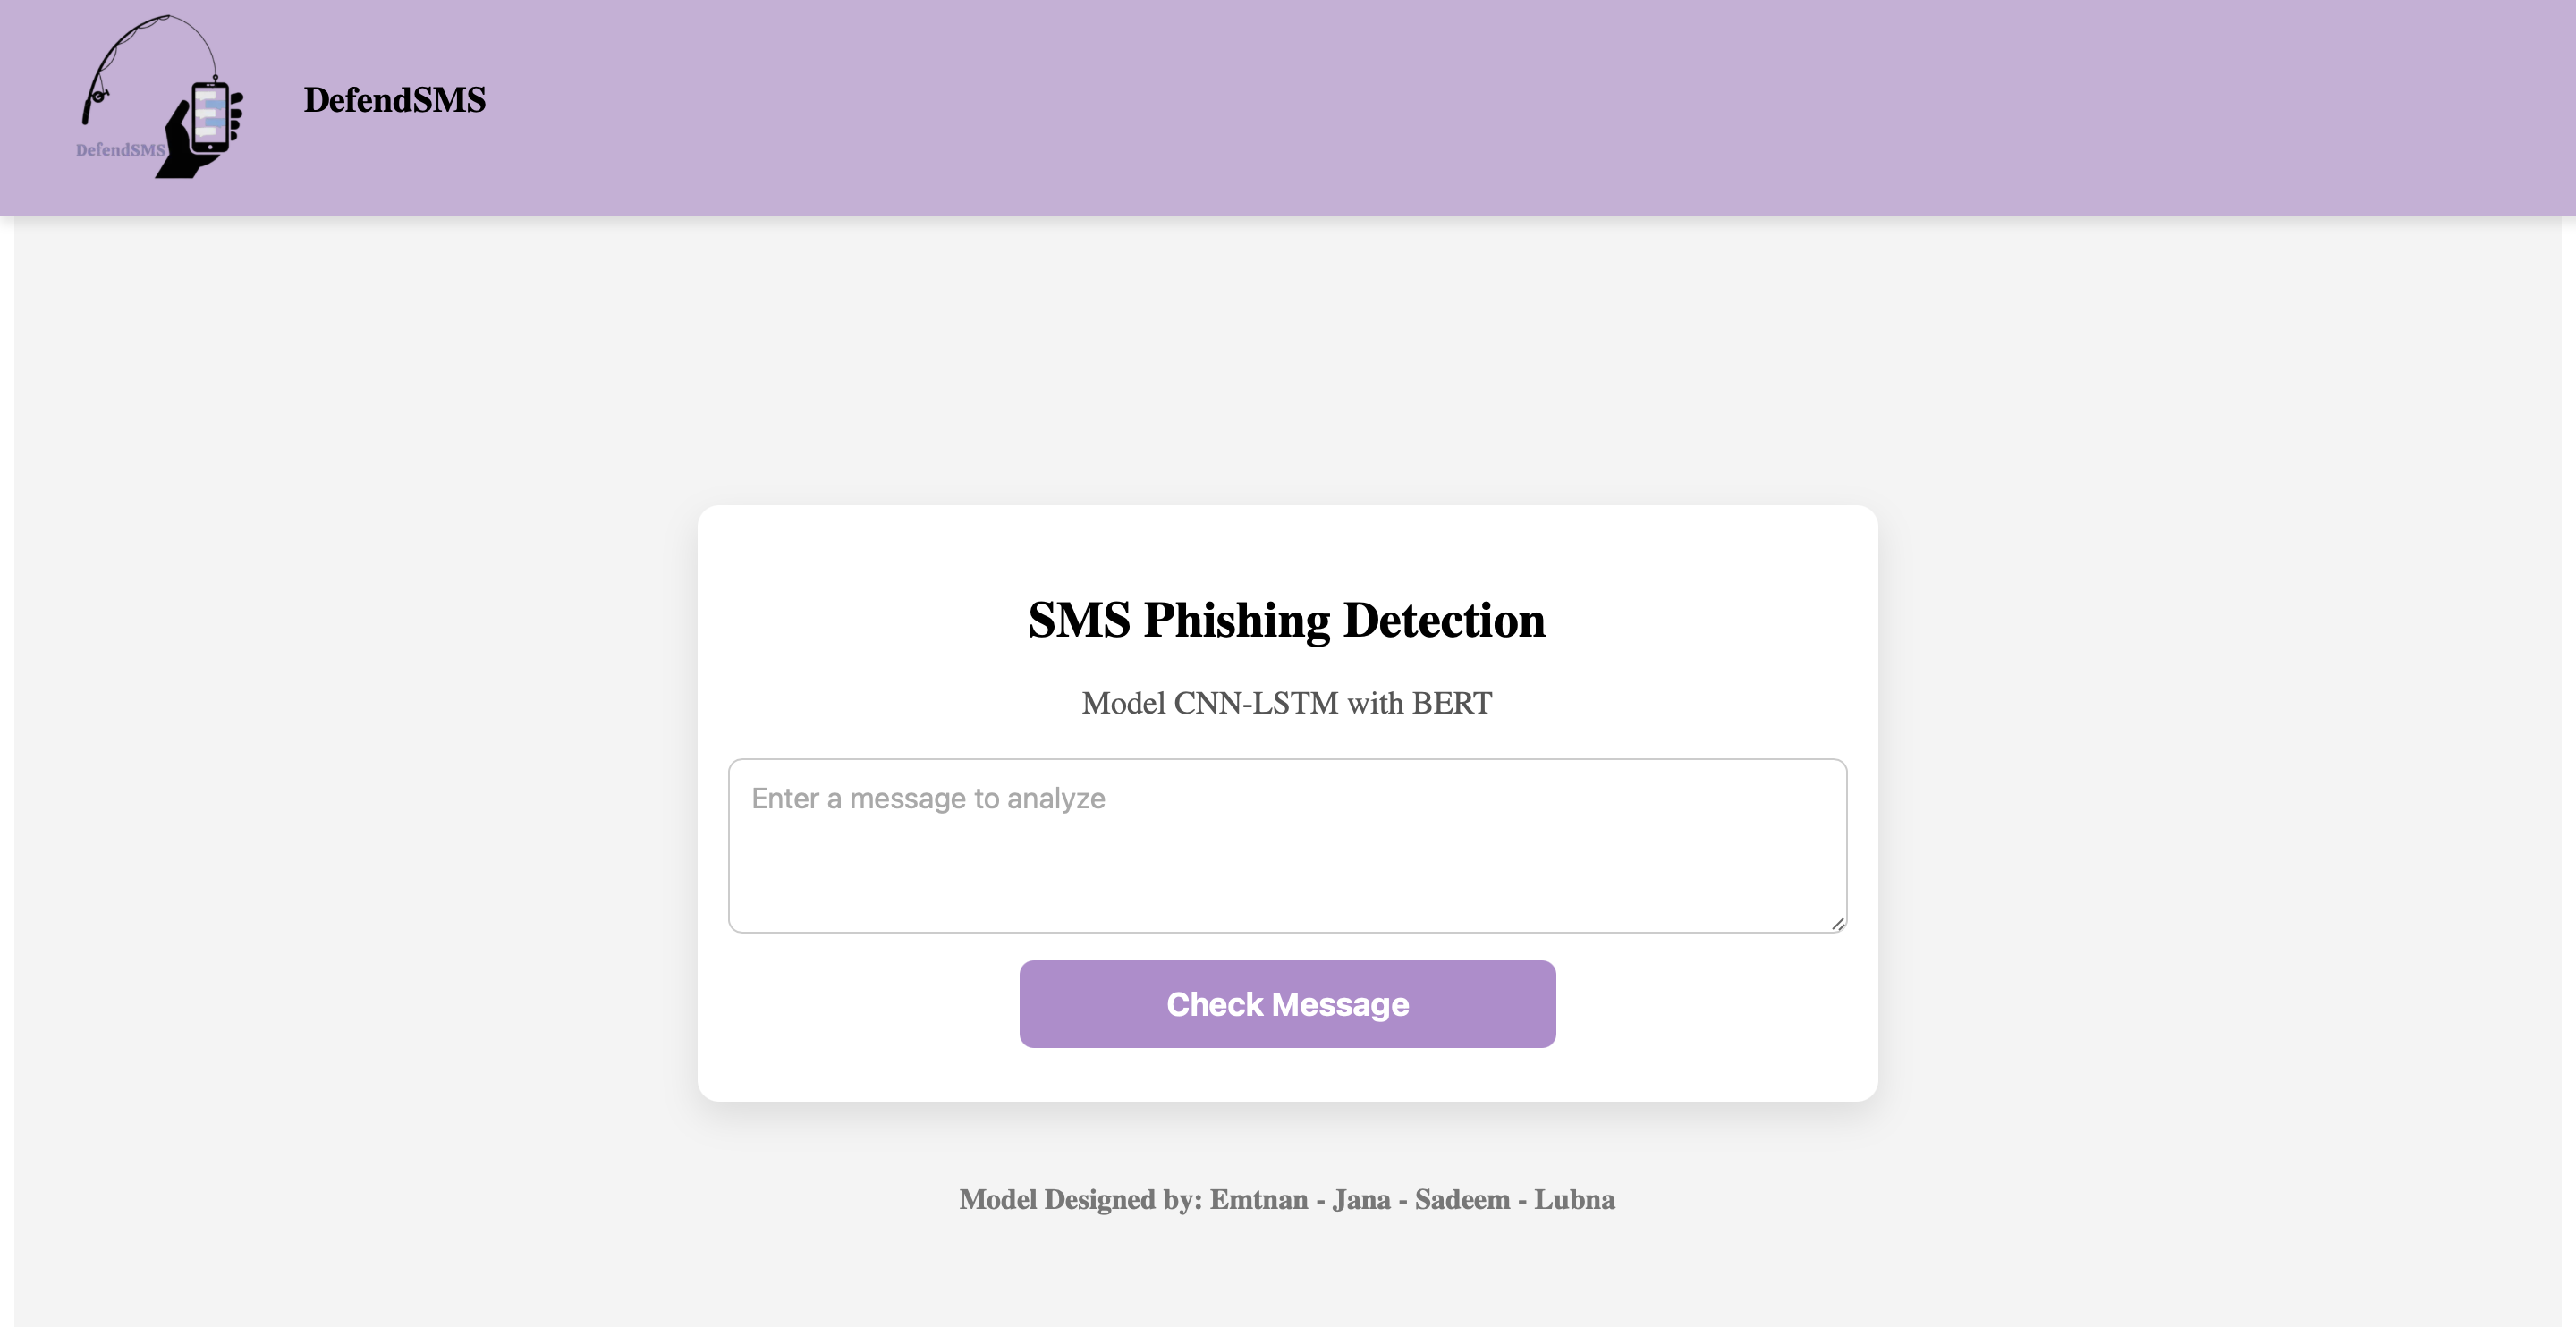 DefendSMS
DefendSMS
SMS Phishing Detection
Model CNN-LSTM with BERT
Enter a message to analyze
Check Message
Model Designed by: Emtnan - Jana - Sadeem - Lubna